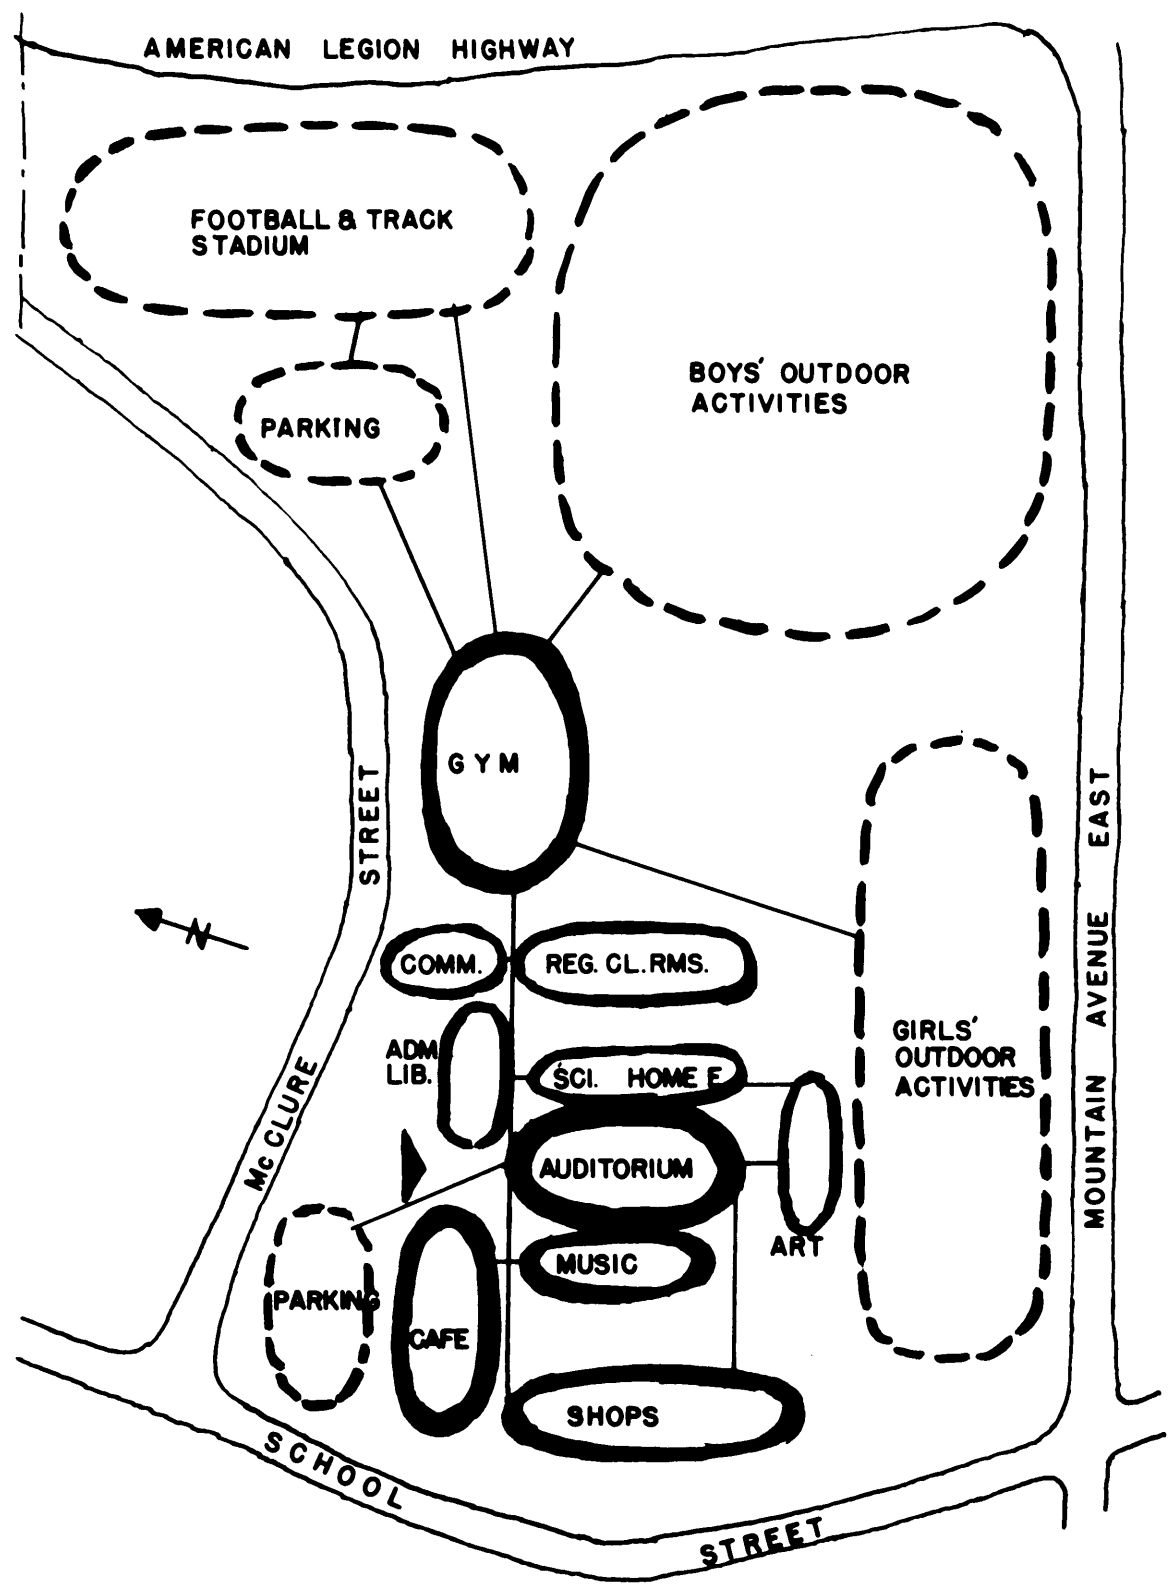 AMERICAN LEGION HIGHWAY
FOOTBALL & TRACK
STADIUM
BOYS' OUTDOOR
ACTIVITIES
PARKING
GYM
STREET
MOUNTAIN AVENUE EAST
N
COMM.
REG. CL. RMS.
ADM.
LIB.
SCI. HOME E.
GIRLS'
OUTDOOR
ACTIVITIES
McCLURE
AUDITORIUM
ART
MUSIC
PARKING
CAFE
SHOPS
SCHOOL
STREET